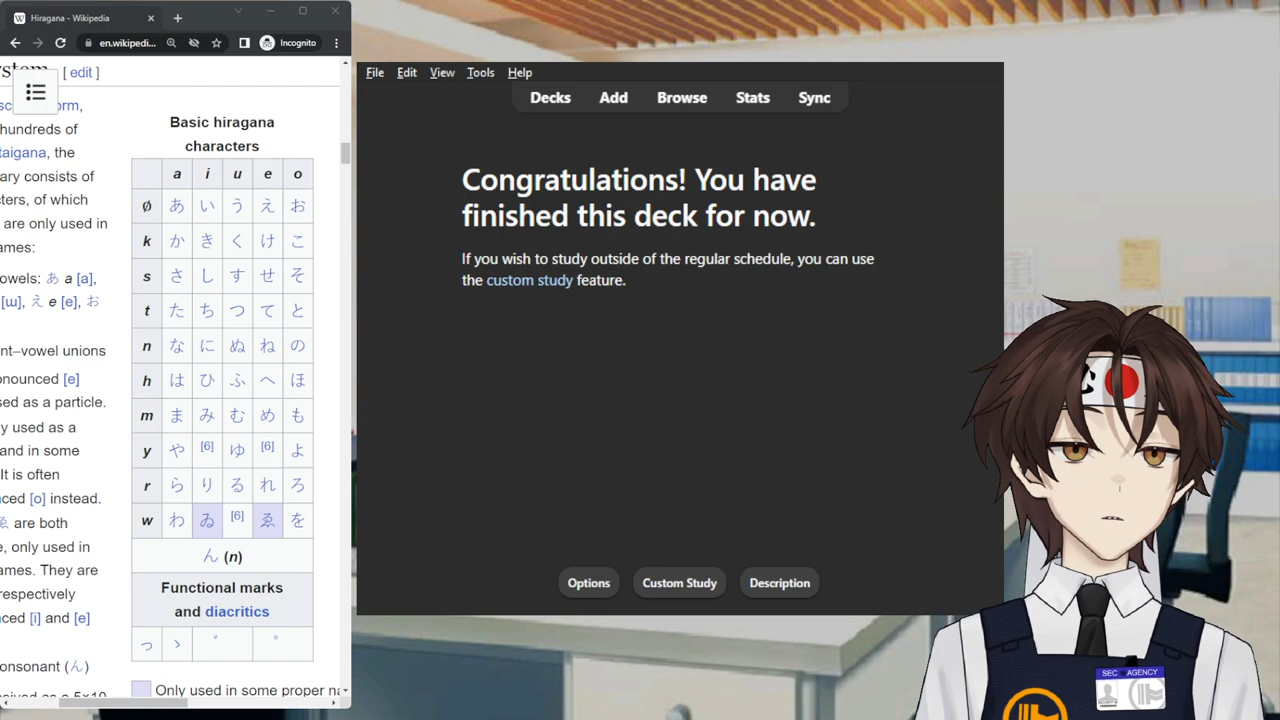 Hiragana - Wikipedia
en.wikipedi...
Incognito
[ edit ]
hundreds of
taigana, the
ary consists of
cters, of which
are only used in
ames:
owels: あ a [a],
[ɯ], え e [e], お
nt–vowel unions
onounced [e]
sed as a particle.
y used as a
and in some
It is often
ced [o] instead.
ゑ are both
e, only used in
ames. They are
respectively
ced [i] and [e]
onsonant (ん)
Basic hiragana
characters
a i u e o
∅ あ い う え お
k か き く け こ
s さ し す せ そ
t た ち つ て と
n な に ぬ ね の
h は ひ ふ へ ほ
m ま み む め も
y や [6] ゆ [6] よ
r ら り る れ ろ
w わ ゐ [6] ゑ を
ん (n)
Functional marks
and diacritics
っ ゝ ゛ ゜
Only used in some proper na
File Edit View Tools Help
Decks Add Browse Stats Sync
Congratulations! You have
finished this deck for now.
If you wish to study outside of the regular schedule, you can use
the custom study feature.
Options Custom Study Description
SEC AGENCY